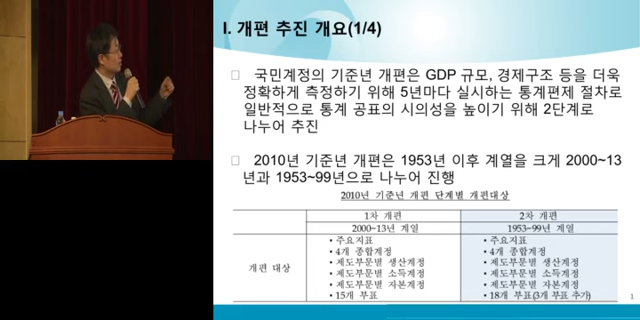 I. 개편 추진 개요(1/4)
□ 국민계정의 기준년 개편은 GDP 규모, 경제구조 등을 더욱
정확하게 측정하기 위해 5년마다 실시하는 통계편제 절차로
일반적으로 통계 공표의 시의성을 높이기 위해 2단계로
나누어 추진
□ 2010년 기준년 개편은 1953년 이후 계열을 크게 2000~13
년과 1953~99년으로 나누어 진행
2010년 기준년 개편 단계별 개편대상
1차 개편 2차 개편
2000~13년 계열 1953~99년 계열
개편 대상
• 주요지표 • 주요지표
• 4개 종합계정 • 4개 종합계정
• 제도부문별 생산계정 • 제도부문별 생산계정
• 제도부문별 소득계정 • 제도부문별 소득계정
• 제도부문별 자본계정 • 제도부문별 자본계정
• 15개 부표 • 18개 부표(3개 부표 추가)
1